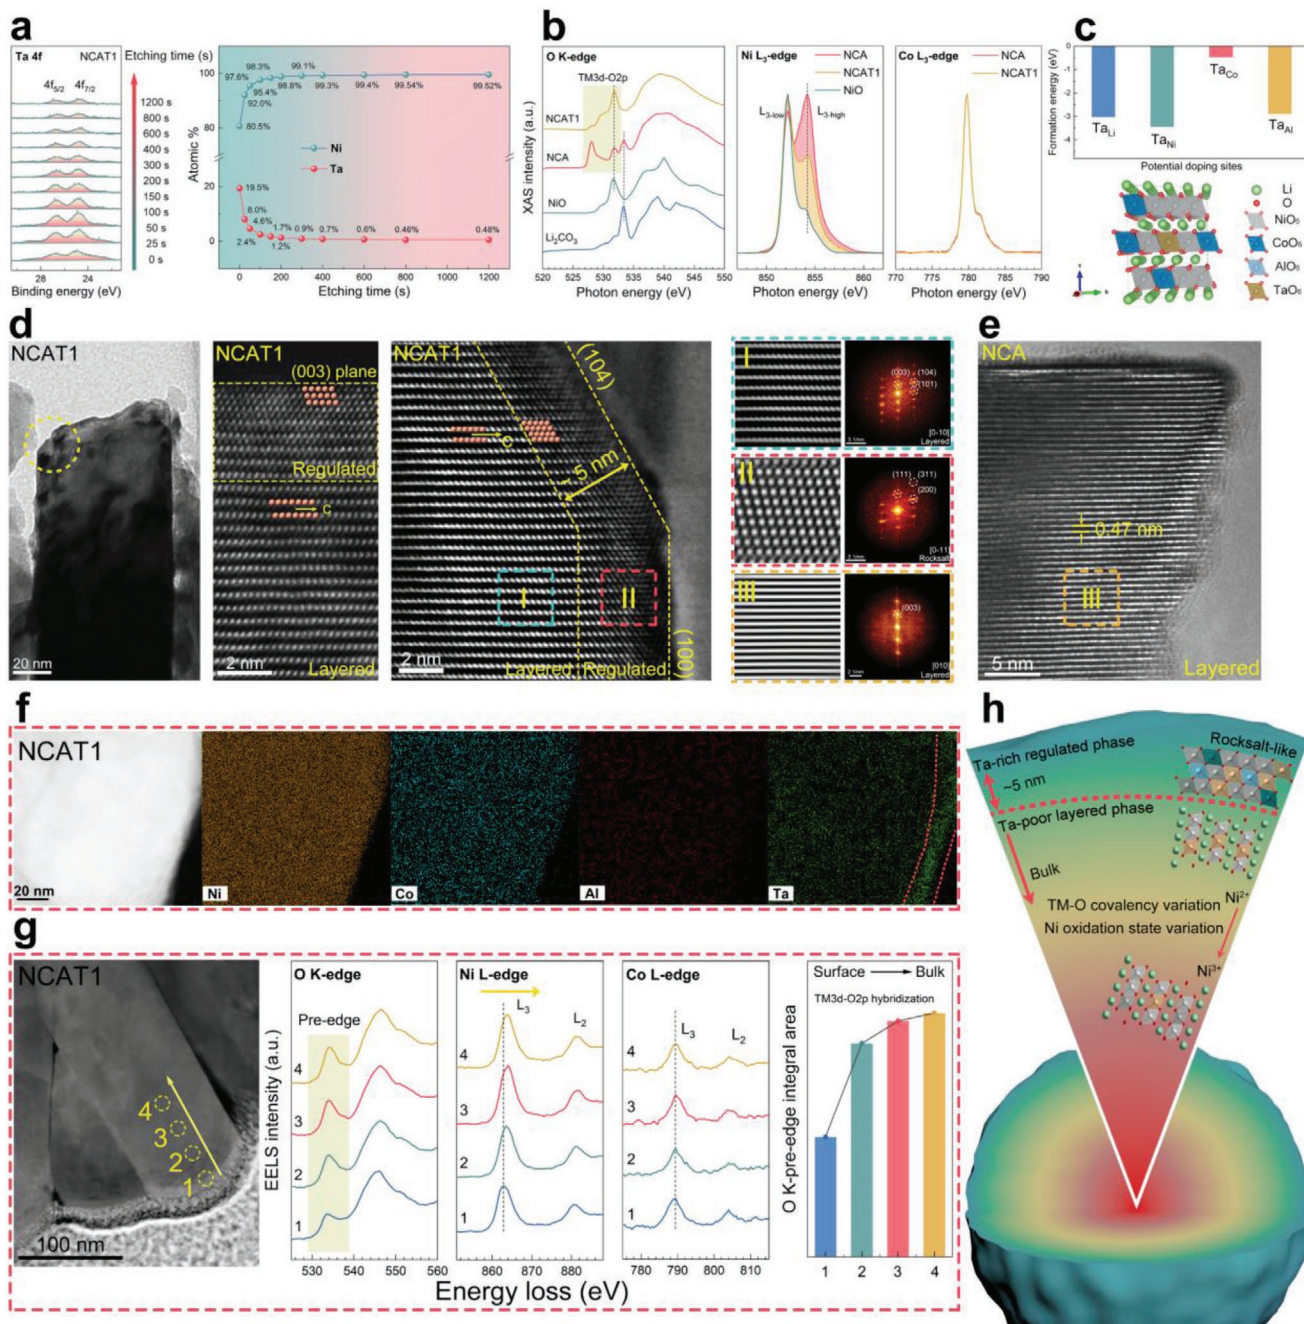 a
Ta 4f
NCAT1
Etching time (s)
4f5/2
4f7/2
1200 s
800 s
600 s
400 s
300 s
200 s
150 s
100 s
50 s
25 s
0 s
28
24
Binding energy (eV)
Atomic %
100
80
20
0
97.6%
98.3%
99.1%
95.4%
98.8%
99.3%
99.4%
99.54%
99.52%
92.0%
80.5%
Ni
Ta
19.5%
8.0%
4.6%
2.4%
1.7%
1.2%
0.9%
0.7%
0.6%
0.46%
0.48%
0
200
400
600
800
1000
1200
Etching time (s)
b
XAS intensity (a.u.)
O K-edge
TM3d-O2p
NCAT1
NCA
NiO
Li2CO3
520
525
530
535
540
545
550
Photon energy (eV)
Ni L3-edge
NCA
NCAT1
NiO
L3-low
L3-high
850
860
Photon energy (eV)
Co L3-edge
NCA
NCAT1
770
775
780
785
790
Photon energy (eV)
c
Formation energy (eV)
0
-1
-2
-3
-4
TaLi
TaNi
TaCo
TaAl
Potential doping sites
Li
O
NiO6
CoO6
AlO6
TaO6
d
NCAT1
20 nm
NCAT1
(003) plane
Regulated
c
2 nm
Layered
NCAT1
(104)
c
5 nm
I
II
2 nm
Layered
Regulated
(100)
I
(003)
(104)
(101)
[0-10]
Layered
II
(111)
(311)
(200)
[0-11]
Rocksalt
III
(003)
[010]
Layered
e
NCA
0.47 nm
III
5 nm
Layered
f
NCAT1
20 nm
Ni
Co
Al
Ta
g
NCAT1
4
3
2
1
100 nm
EELS intensity (a.u.)
O K-edge
Pre-edge
4
3
2
1
530
540
550
560
Ni L-edge
L3
L2
4
3
2
1
860
870
880
Co L-edge
L3
L2
4
3
2
1
780
790
800
810
Energy loss (eV)
O K-pre-edge integral area
Surface
Bulk
TM3d-O2p hybridization
1
2
3
4
h
Ta-rich regulated phase
Rocksalt-like
~5 nm
Ta-poor layered phase
Bulk
TM-O covalency variation
Ni2+
Ni oxidation state variation
Ni3+